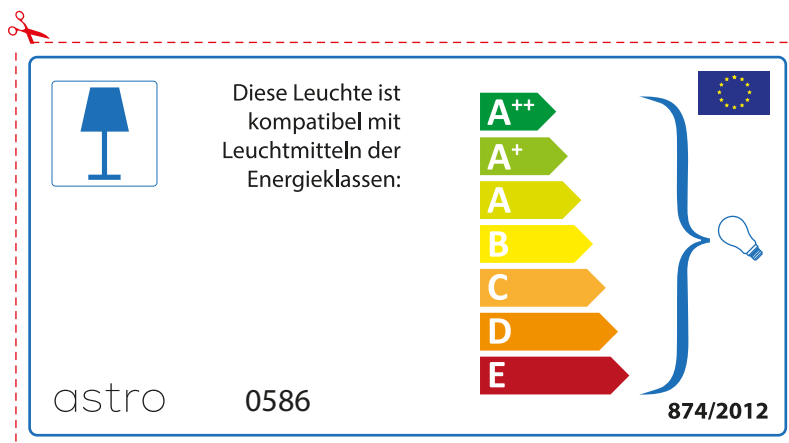 Diese Leuchte ist
kompatibel mit
Leuchtmitteln der
Energieklassen:
A++
A+
A
B
C
D
E
astro 0586
874/2012